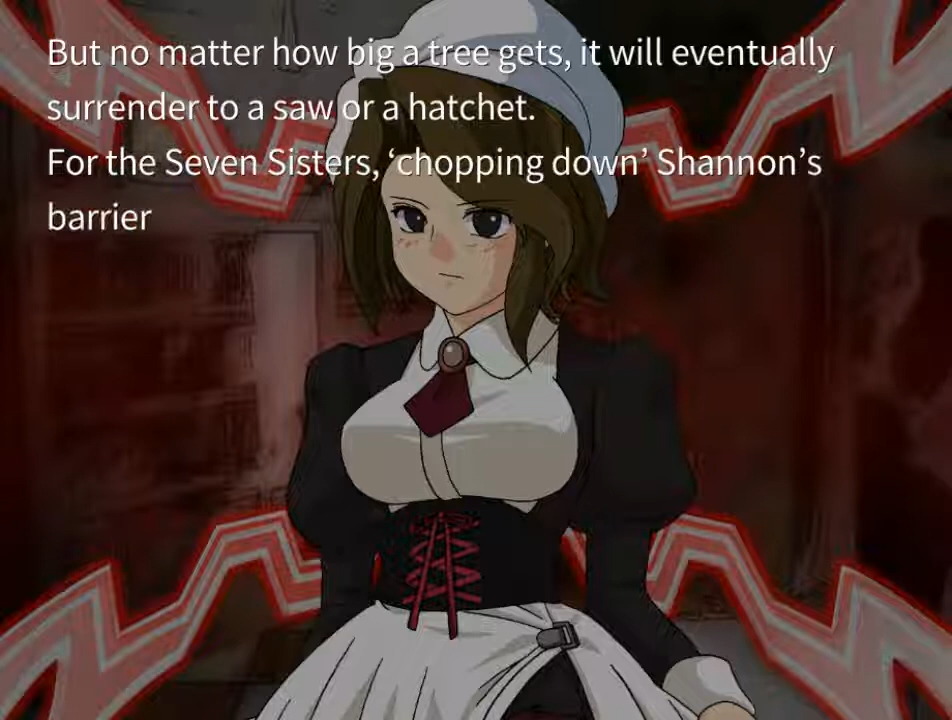 But no matter how big a tree gets, it will eventually
surrender to a saw or a hatchet.
For the Seven Sisters, ‘chopping down’ Shannon’s
barrier